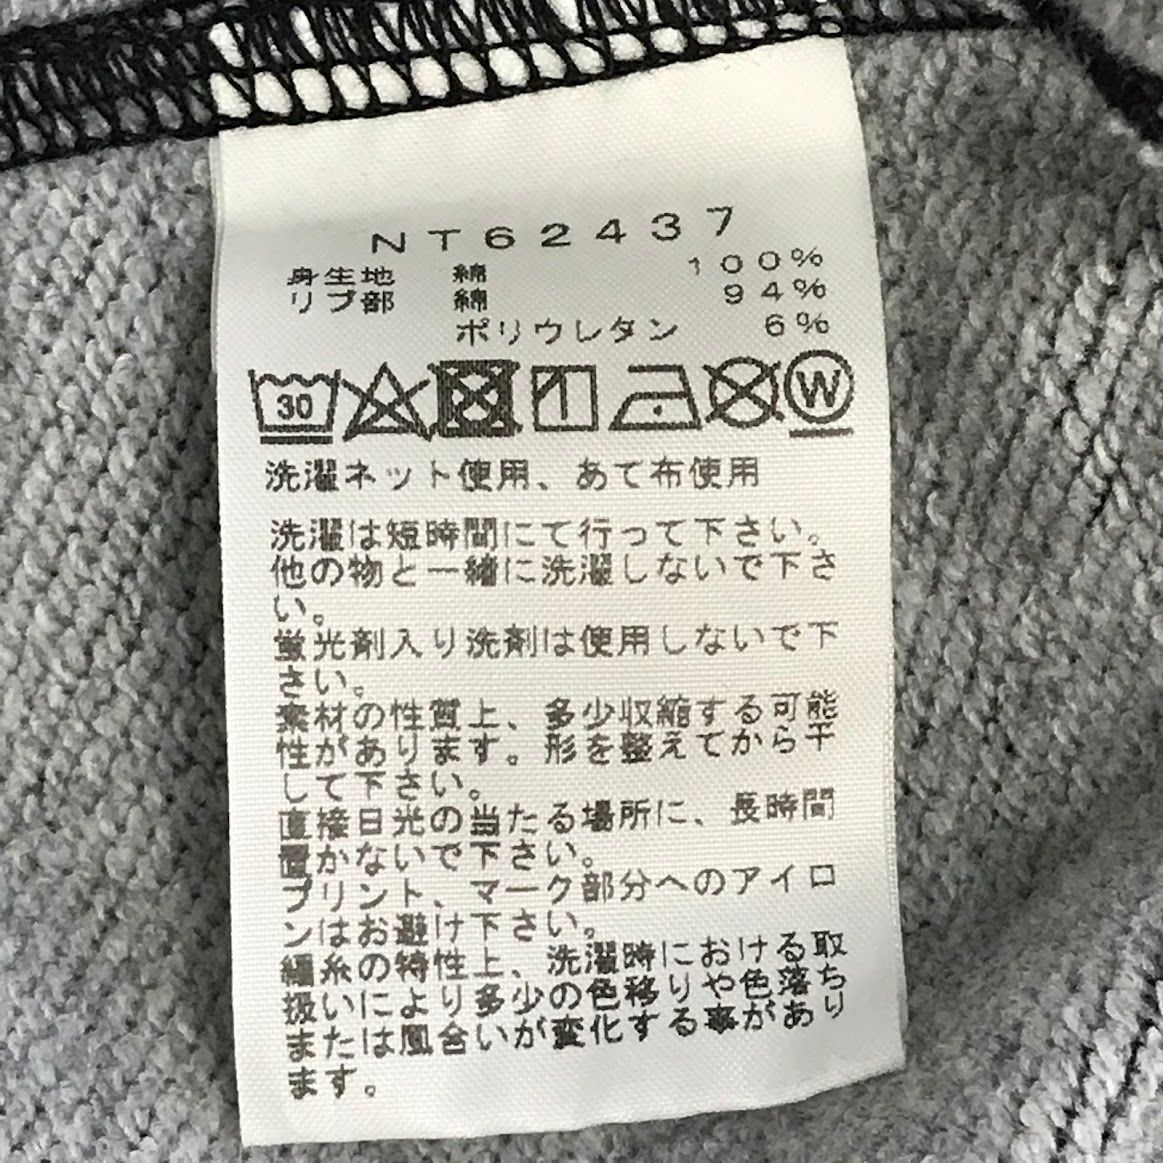 NT62437
身生地 綿 100%
リブ部 綿 94%
ポリウレタン 6%
30 W
洗濯ネット使用、あて布使用
洗濯は短時間にて行って下さい。
他の物と一緒に洗濯しないで下さ
い。
蛍光剤入り洗剤は使用しないで下
さい。
素材の性質上、多少収縮する可能
性があります。形を整えてから干
して下さい。
直接日光の当たる場所に、長時間
置かないで下さい。
プリント、マーク部分へのアイロ
ンはお避け下さい。
綿糸の特性上、洗濯時における取
扱いにより多少の色移りや色落ち
または風合いが変化する事があり
ます。